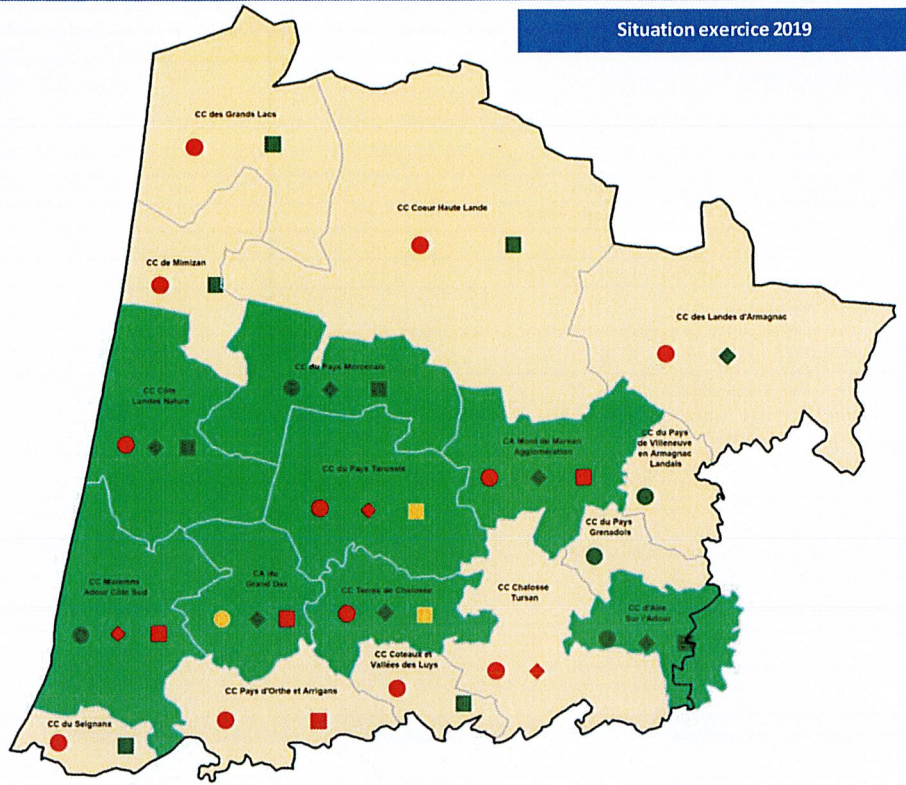 Situation exercice 2019
CC des Grands Lacs
CC Coeur Haute Lande
CC de Mimizan
CC des Landes d'Armagnac
CC du Pays Morcenais
CC Côte
Landes Nature
CC du Pays
de Villeneuve
en Armagnac
Landais
CA Mont de Marsan
Agglomération
CC du Pays Tarusate
CC du Pays
Grenadois
CC Maremne
Adour Côte Sud
CA du
Grand Dax
CC Terres de Chalosse
CC Chalosse
Tursan
CC d'Aire
Sur l'Adour
CC Coteaux et
Vallées des Luys
CC Pays d'Orthe et Arrigans
CC du Seignanx